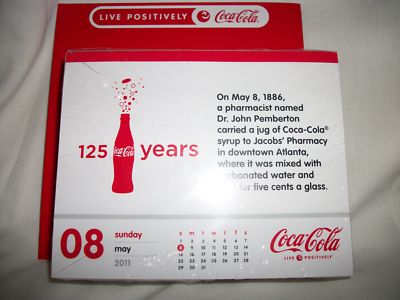 LIVE POSITIVELY Coca-Cola
On May 8, 1886,
a pharmacist named
Dr. John Pemberton
carried a jug of Coca-Cola®
syrup to Jacobs' Pharmacy
in downtown Atlanta,
where it was mixed with
carbonated water and
for five cents a glass.
125 Coca-Cola years
08
sunday
may
2011
s m t w t f s
1 2 3 4 5 6 7
8 9 10 11 12 13 14
15 16 17 18 19 20 21
22 23 24 25 26 27 28
29 30 31
Coca-Cola
LIVE POSITIVELY